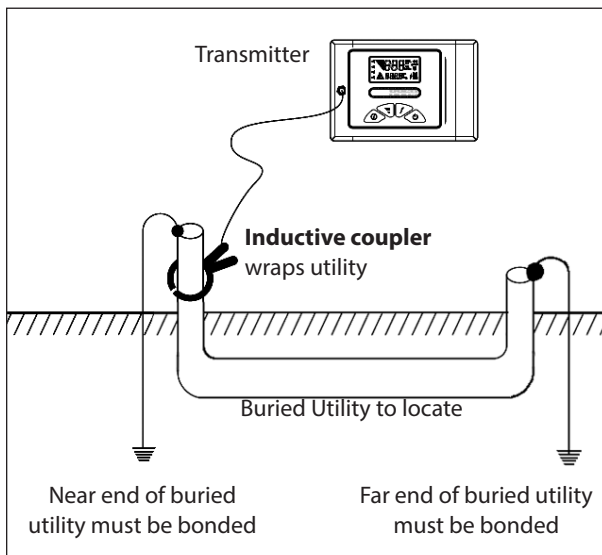 Transmitter
Inductive coupler
wraps utility
Buried Utility to locate
Near end of buried
utility must be bonded
Far end of buried utility
must be bonded